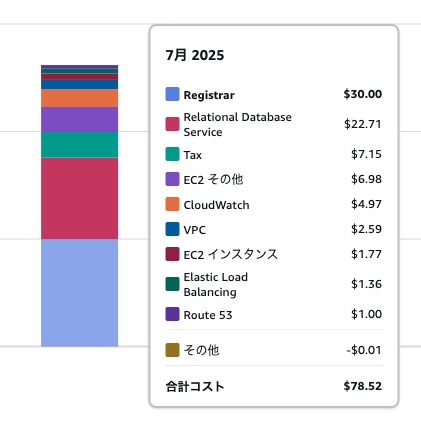 7月 2025
Registrar $30.00
Relational Database
Service $22.71
Tax $7.15
EC2 その他 $6.98
CloudWatch $4.97
VPC $2.59
EC2 インスタンス $1.77
Elastic Load
Balancing $1.36
Route 53 $1.00
その他 -$0.01
合計コスト $78.52